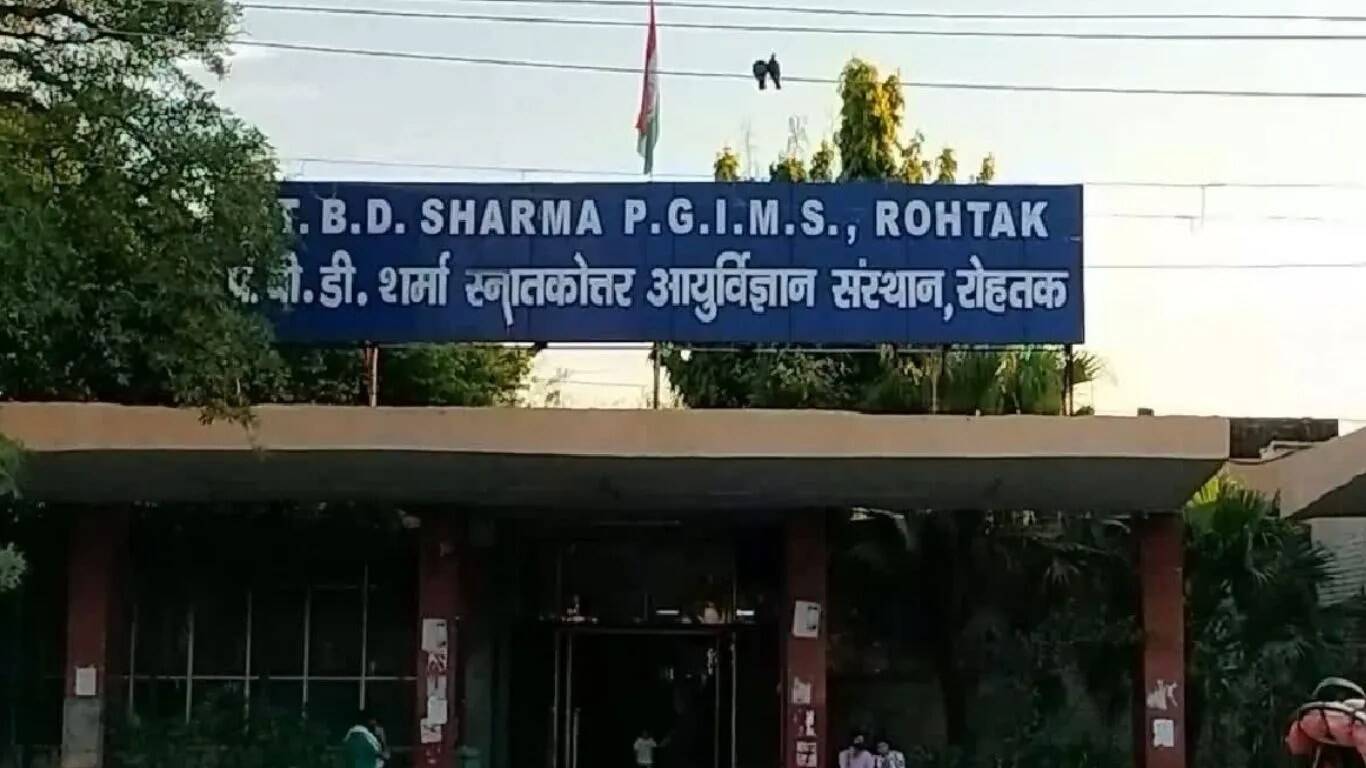 T. B.D. SHARMA P.G.I.M.S., ROHTAK
प. बी.डी. शर्मा स्नातकोत्तर आयुर्विज्ञान संस्थान, रोहतक